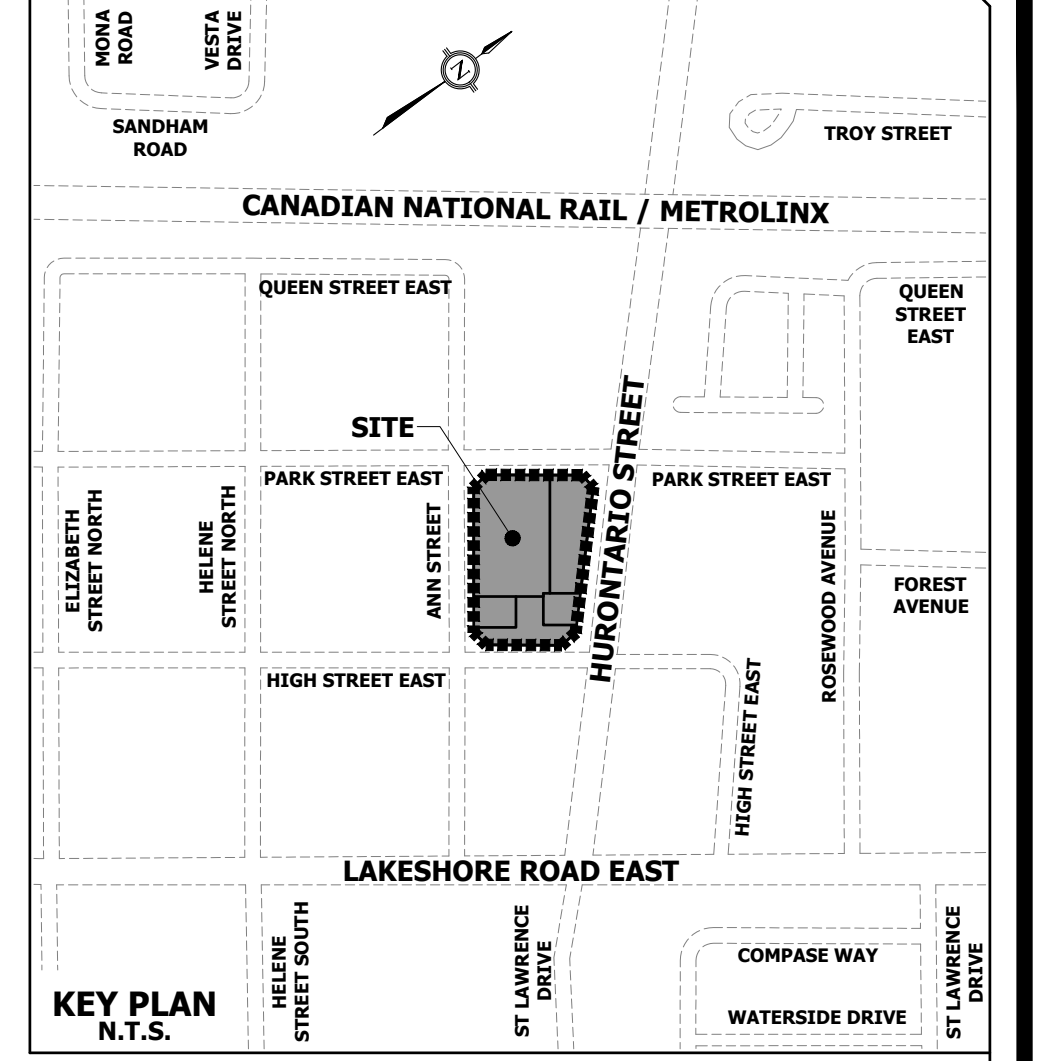 MONA
ROAD
VESTA
DRIVE
N
SANDHAM
ROAD
TROY STREET
CANADIAN NATIONAL RAIL / METROLINX
QUEEN STREET EAST
QUEEN
STREET
EAST
SITE
PARK STREET EAST
PARK STREET EAST
ELIZABETH
STREET NORTH
HELENE
STREET NORTH
ANN STREET
HURONTARIO STREET
ROSEWOOD AVENUE
FOREST
AVENUE
HIGH STREET EAST
HIGH STREET EAST
LAKESHORE ROAD EAST
HELENE
STREET SOUTH
ST LAWRENCE
DRIVE
COMPASE WAY
WATERSIDE DRIVE
ST LAWRENCE
DRIVE
KEY PLAN
N.T.S.